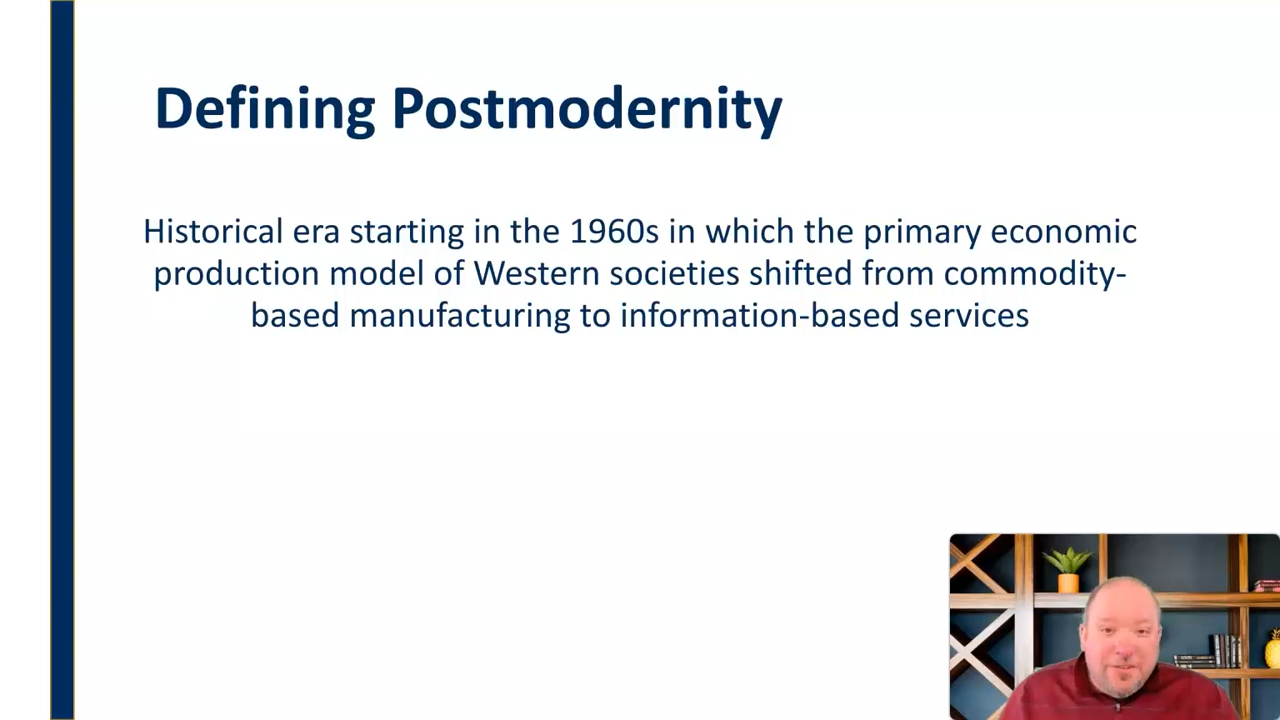 Defining Postmodernity
Historical era starting in the 1960s in which the primary economic
production model of Western societies shifted from commodity-
based manufacturing to information-based services